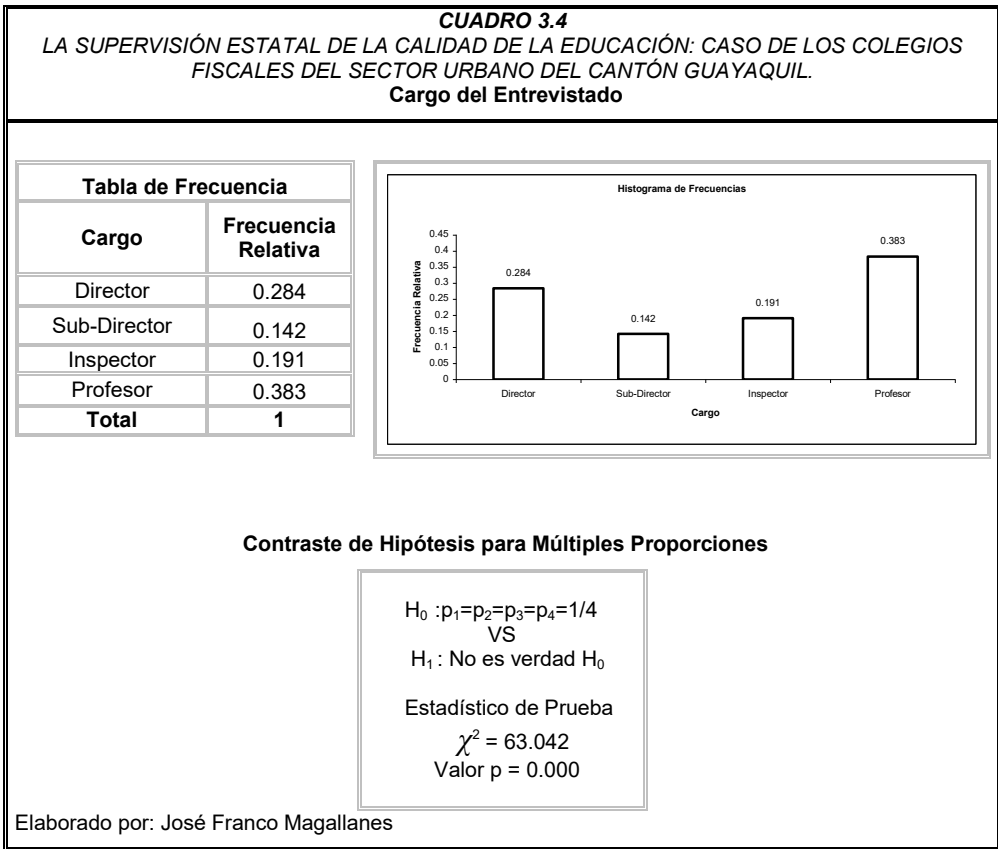 CUADRO 3.4
LA SUPERVISIÓN ESTATAL DE LA CALIDAD DE LA EDUCACIÓN: CASO DE LOS COLEGIOS
FISCALES DEL SECTOR URBANO DEL CANTÓN GUAYAQUIL.
Cargo del Entrevistado
Tabla de Frecuencia
Cargo Frecuencia Relativa
Director 0.284
Sub-Director 0.142
Inspector 0.191
Profesor 0.383
Total 1
Histograma de Frecuencias
Frecuencia Relativa
0.45
0.4
0.35
0.3
0.25
0.2
0.15
0.1
0.05
0
0.284
0.142
0.191
0.383
Director Sub-Director Inspector Profesor
Cargo
Contraste de Hipótesis para Múltiples Proporciones
H₀ :p₁=p₂=p₃=p₄=1/4
VS
H₁ : No es verdad H₀
Estadístico de Prueba
χ² = 63.042
Valor p = 0.000
Elaborado por: José Franco Magallanes